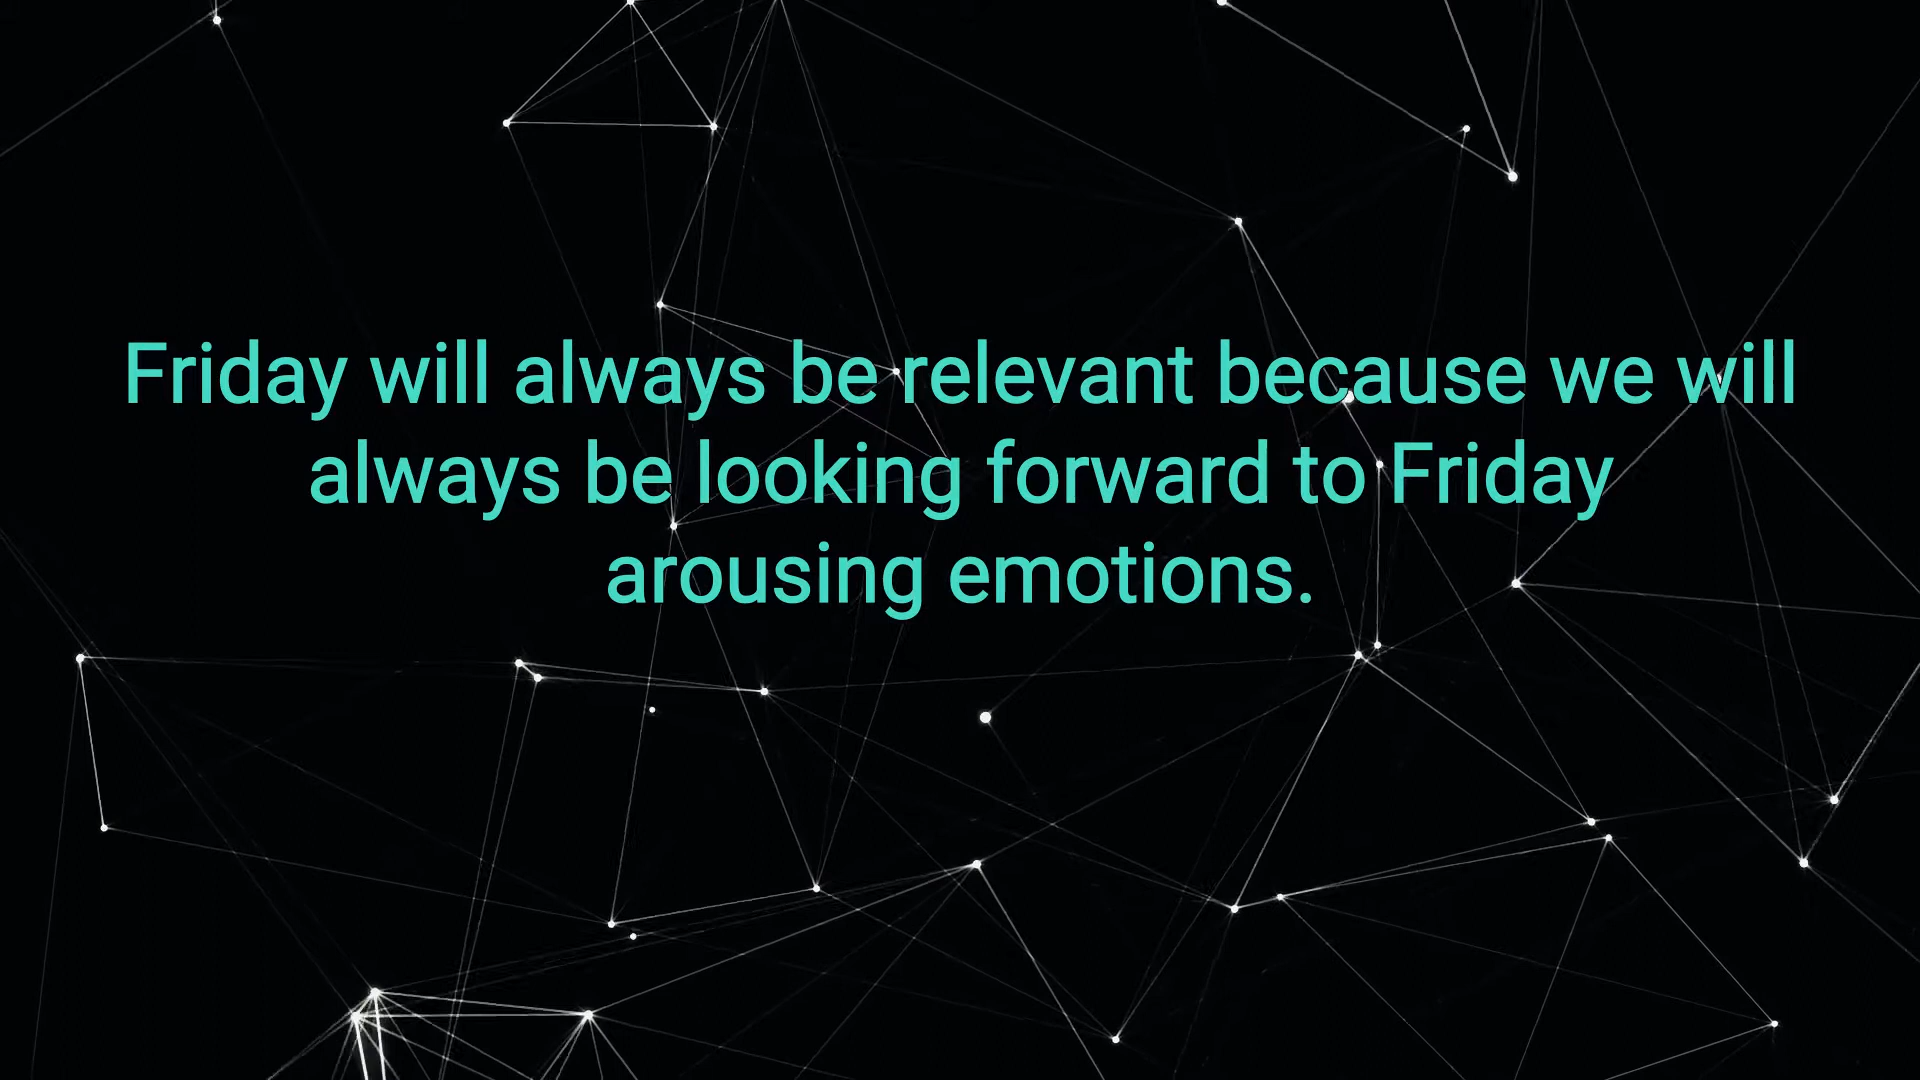 Friday will always be relevant because we will
always be looking forward to Friday
arousing emotions.